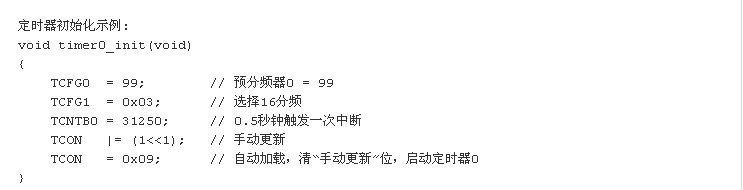 定时器初始化示例:
void timer0_init(void)
{
    TCFG0  = 99;        // 预分频器0 = 99
    TCFG1  = 0x03;      // 选择16分频
    TCNTB0 = 31250;     // 0.5秒钟触发一次中断
    TCON   |= (1<<1);   // 手动更新
    TCON   = 0x09;      // 自动加载,清“手动更新”位,启动定时器0
}